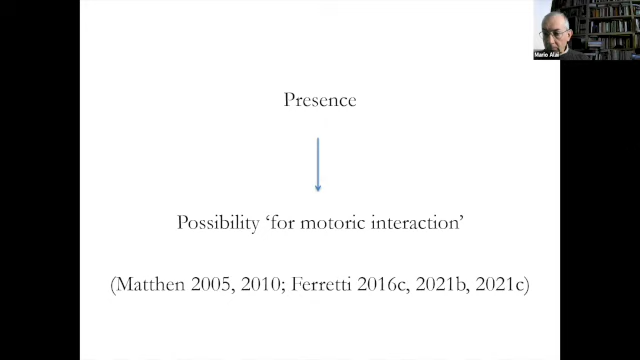 Presence
Possibility ‘for motoric interaction’
(Matthen 2005, 2010; Ferretti 2016c, 2021b, 2021c)
Mario Alai